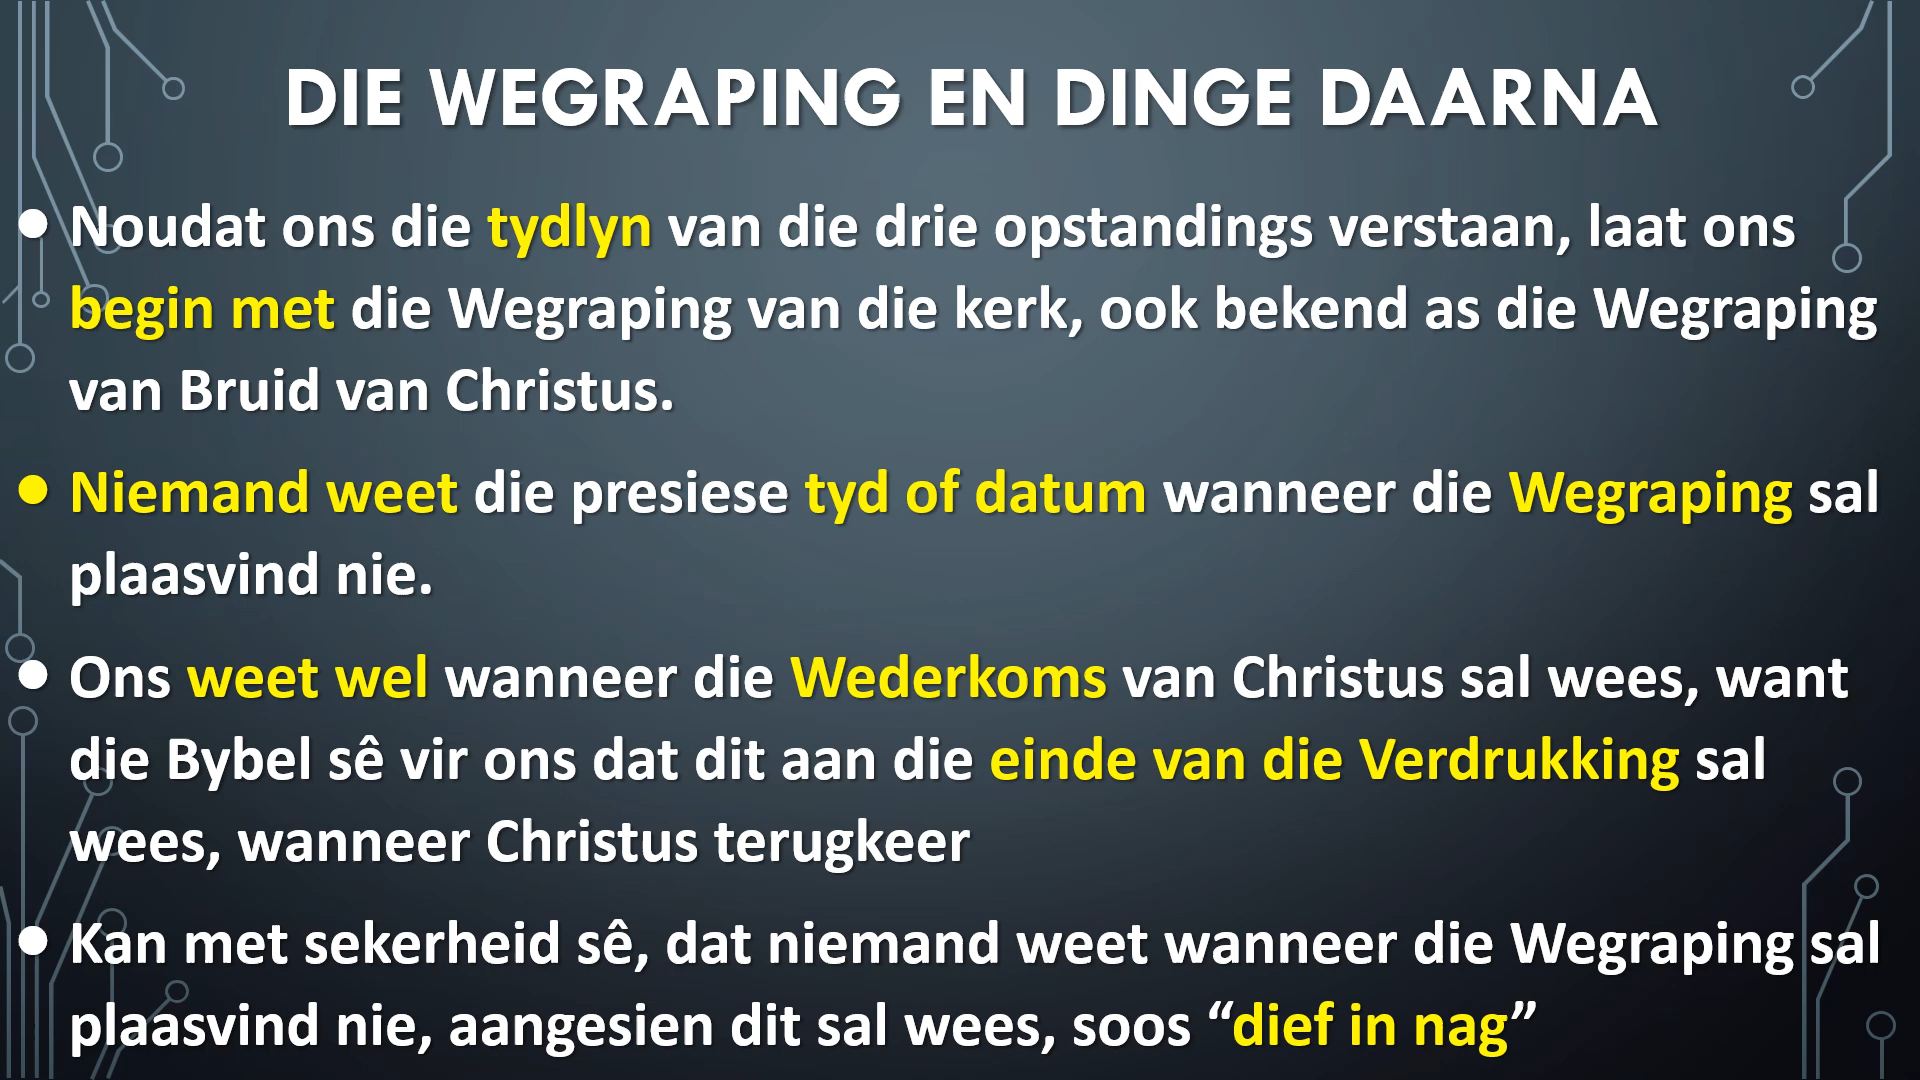 DIE WEGRAPING EN DINGE DAARNA
• Noudat ons die tydlyn van die drie opstandings verstaan, laat ons
begin met die Wegraping van die kerk, ook bekend as die Wegraping
van Bruid van Christus.
• Niemand weet die presiese tyd of datum wanneer die Wegraping sal
plaasvind nie.
• Ons weet wel wanneer die Wederkoms van Christus sal wees, want
die Bybel sê vir ons dat dit aan die einde van die Verdrukking sal
wees, wanneer Christus terugkeer
• Kan met sekerheid sê, dat niemand weet wanneer die Wegraping sal
plaasvind nie, aangesien dit sal wees, soos “dief in nag”